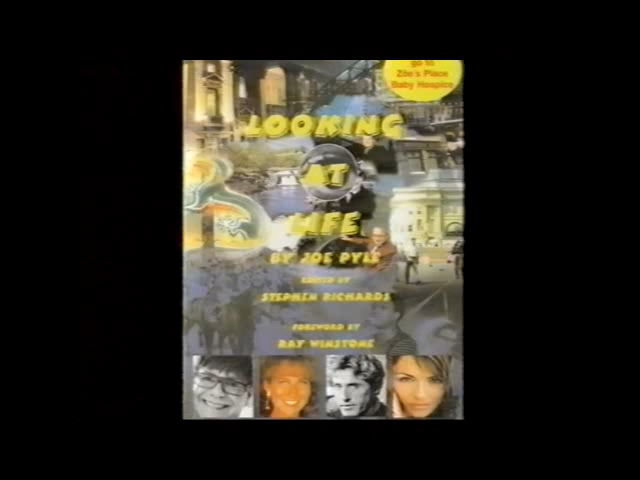 go to
Zöe's Place
Baby Hospice
LOOKING
AT
LIFE
BY JOE PYLE
EDITED BY
STEPHEN RICHARDS
FOREWORD BY
RAY WINSTONE